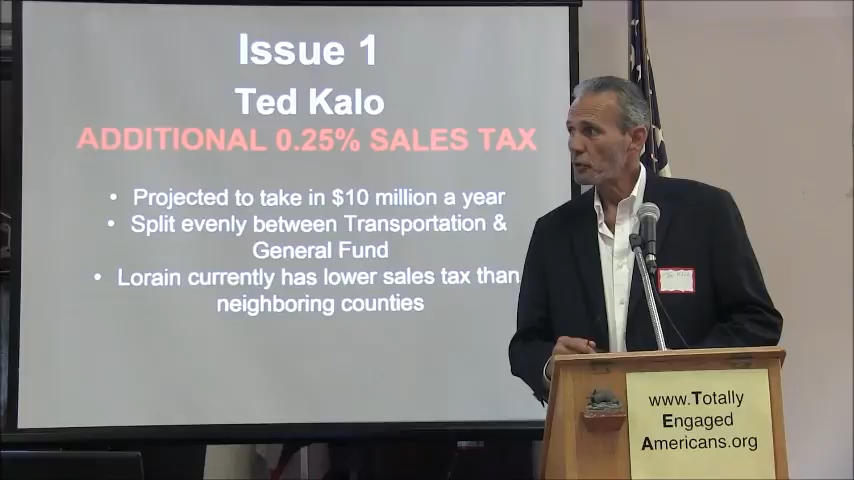 Issue 1
Ted Kalo
ADDITIONAL 0.25% SALES TAX
• Projected to take in $10 million a year
• Split evenly between Transportation &
General Fund
• Lorain currently has lower sales tax than
neighboring counties
www.Totally
Engaged
Americans.org